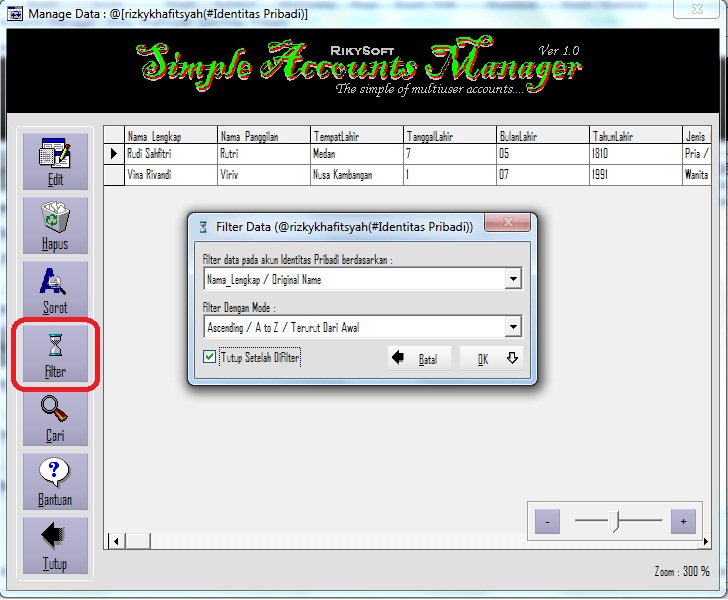 Manage Data : @[rizkykhafitsyah(#Identitas Pribadi)]
RIKYSOFT
Ver 1.0
Simple Accounts Manager
The simple of multiuser accounts....
Edit
Hapus
Sorot
Filter
Cari
Bantuan
Tutup
Nama_Lengkap Nama_Panggilan TempatLahir TanggalLahir BulanLahir TahunLahir Jenis
Rudi Sahfitri Rutri Medan 7 05 1810 Pria /
Vina Rivandi Viriv Nusa Kambangan 1 07 1991 Wanita
Filter Data (@rizkykhafitsyah(#Identitas Pribadi))
Filter data pada akun Identitas Pribadi berdasarkan :
Nama_Lengkap / Original Name
Filter Dengan Mode :
Ascending / A to Z / Terurut Dari Awal
Tutup Setelah Difilter
Batal
OK
- +
Zoom : 300 %